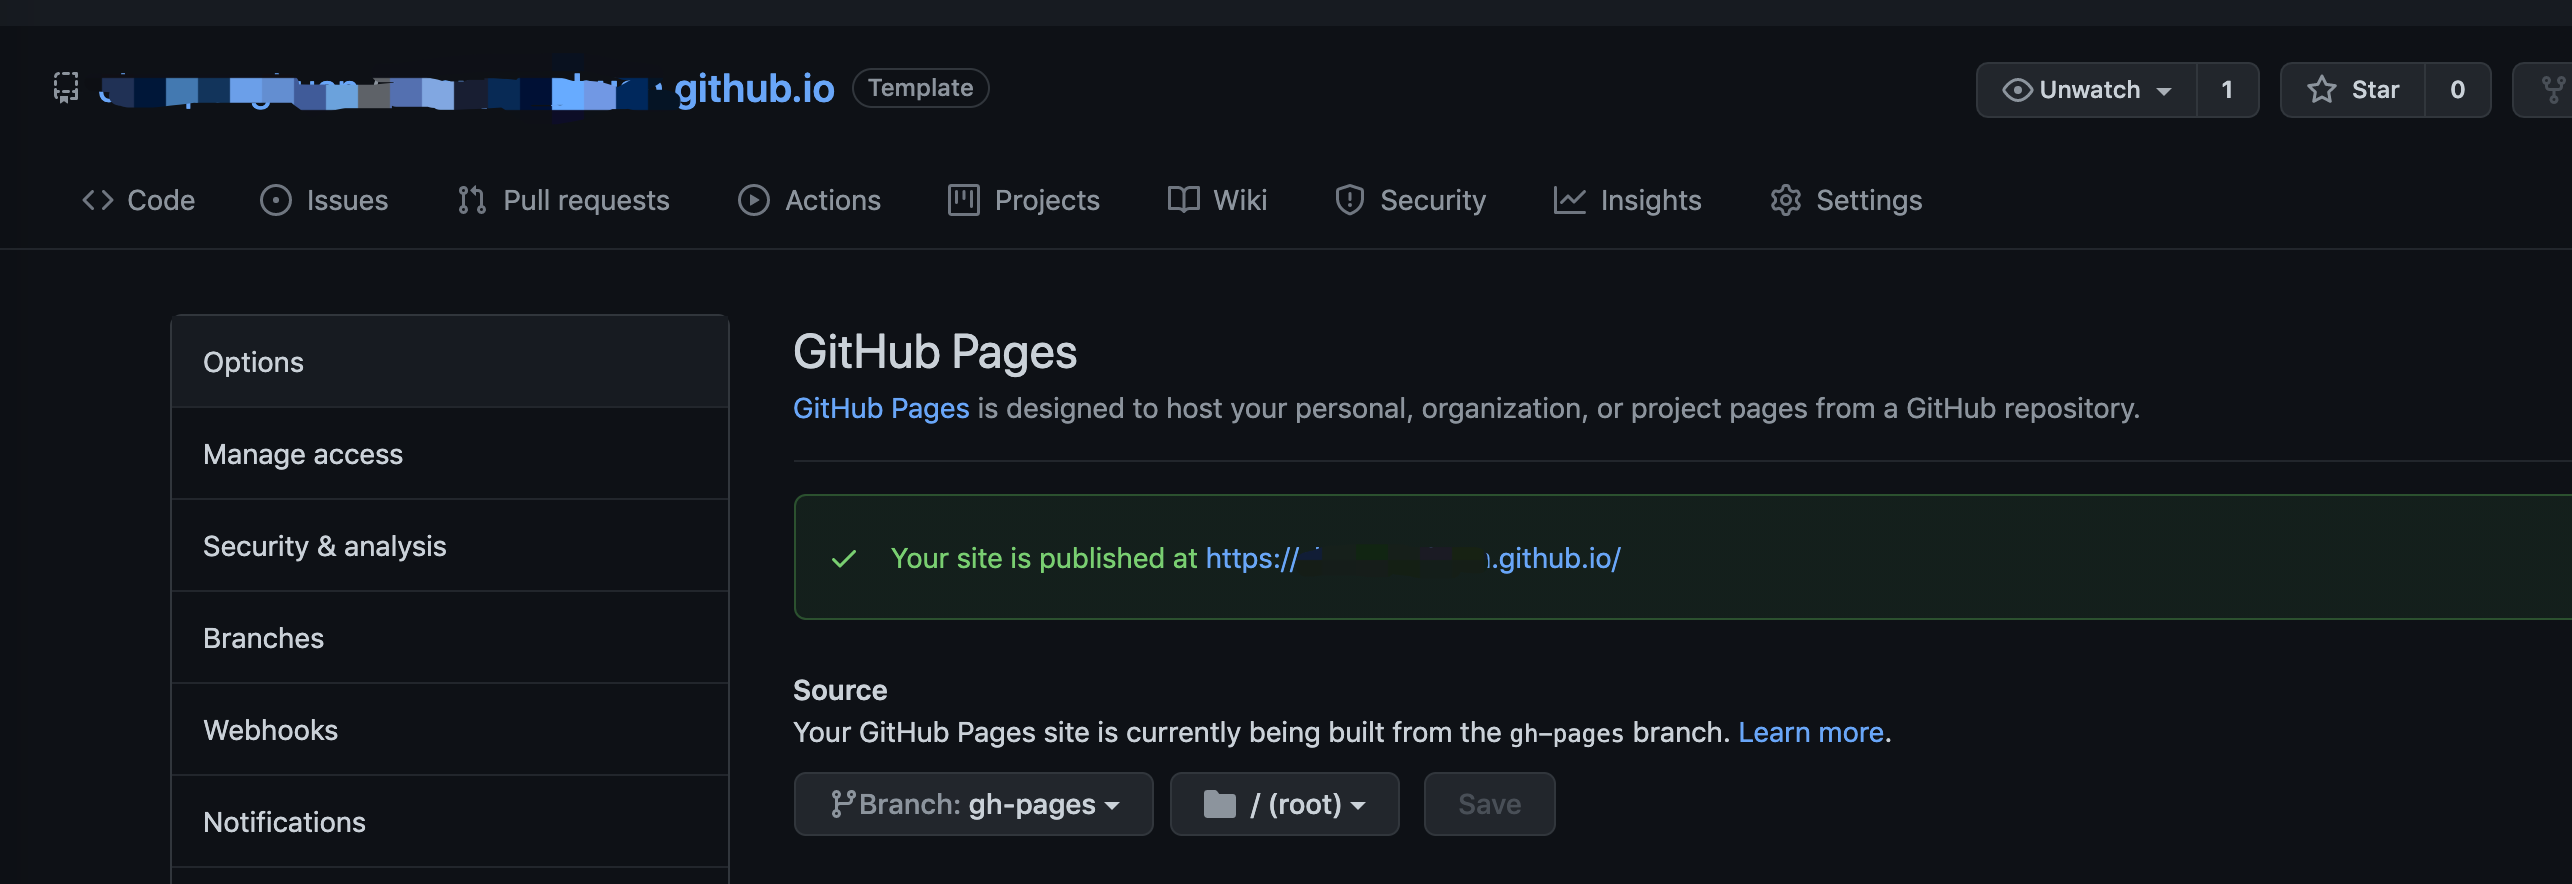 github.io Template
Unwatch 1 Star 0
Code Issues Pull requests Actions Projects Wiki Security Insights Settings
Options
Manage access
Security & analysis
Branches
Webhooks
Notifications
GitHub Pages
GitHub Pages is designed to host your personal, organization, or project pages from a GitHub repository.
Your site is published at https:// .github.io/
Source
Your GitHub Pages site is currently being built from the gh-pages branch. Learn more.
Branch: gh-pages / (root) Save